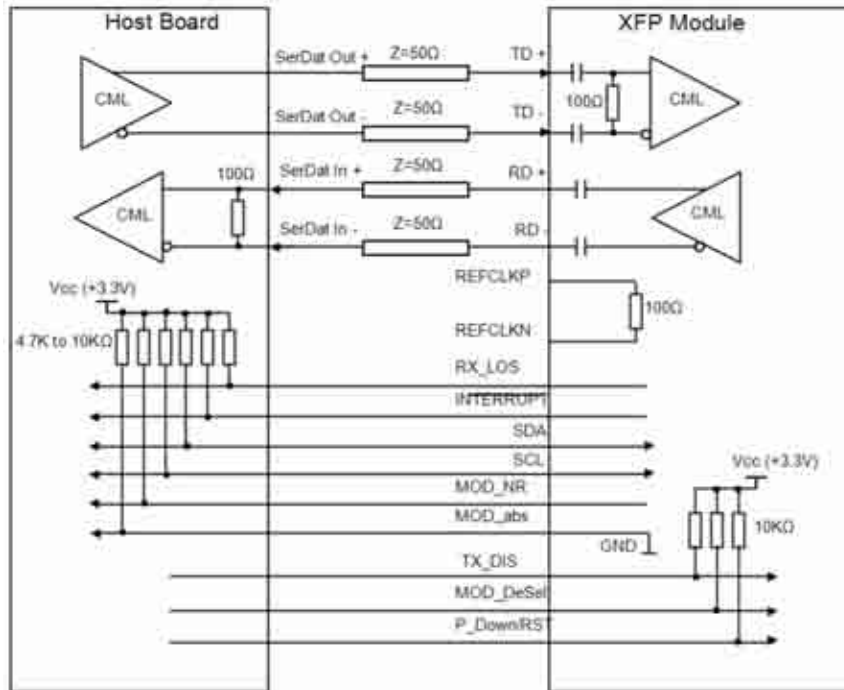 Host Board
XFP Module
SerDat Out +
Z=50Ω
TD +
CML
100Ω
CML
SerDat Out -
Z=50Ω
TD -
100Ω
SerDat In +
Z=50Ω
RD +
CML
CML
SerDat In -
Z=50Ω
RD -
REFCLKP
Vcc (+3.3V)
100Ω
4.7K to 10KΩ
REFCLKN
RX_LOS
INTERRUPT
SDA
SCL
Vcc (+3.3V)
MOD_NR
MOD_abs
10KΩ
GND
TX_DIS
MOD_DeSel
P_Down/RST